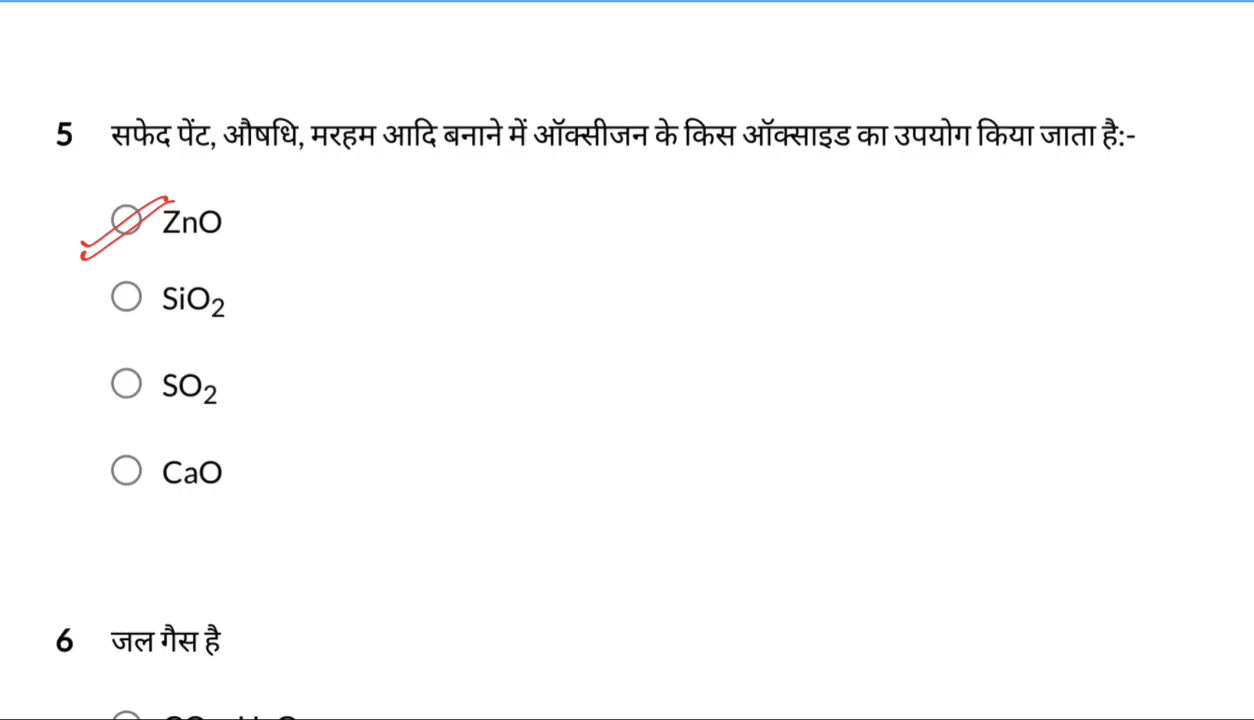 5 सफेद पेंट, औषधि, मरहम आदि बनाने में ऑक्सीजन के किस ऑक्साइड का उपयोग किया जाता है:-
ZnO
SiO₂
SO₂
CaO
6 जल गैस है